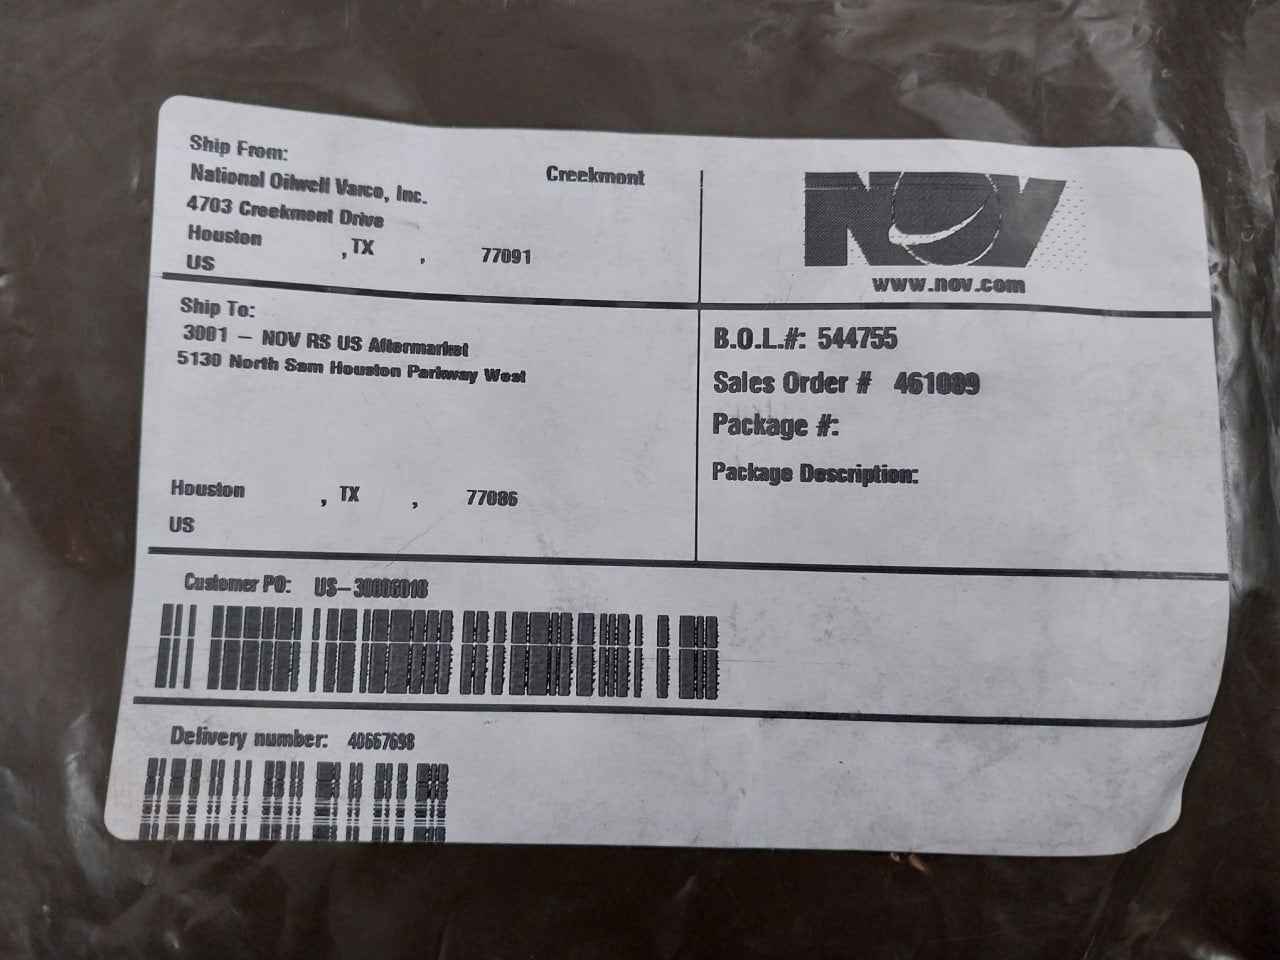 Ship From:
National Oilwell Varco, Inc. Creekmont
4703 Creekmont Drive
Houston , TX , 77091
US
NOV
www.nov.com
Ship To:
3001 - NOV RS US Aftermarket
5130 North Sam Houston Parkway West
Houston , TX , 77086
US
B.O.L.#: 544755
Sales Order # 461089
Package #:
Package Description:
Customer PO: US-30006018
Delivery number: 40667698